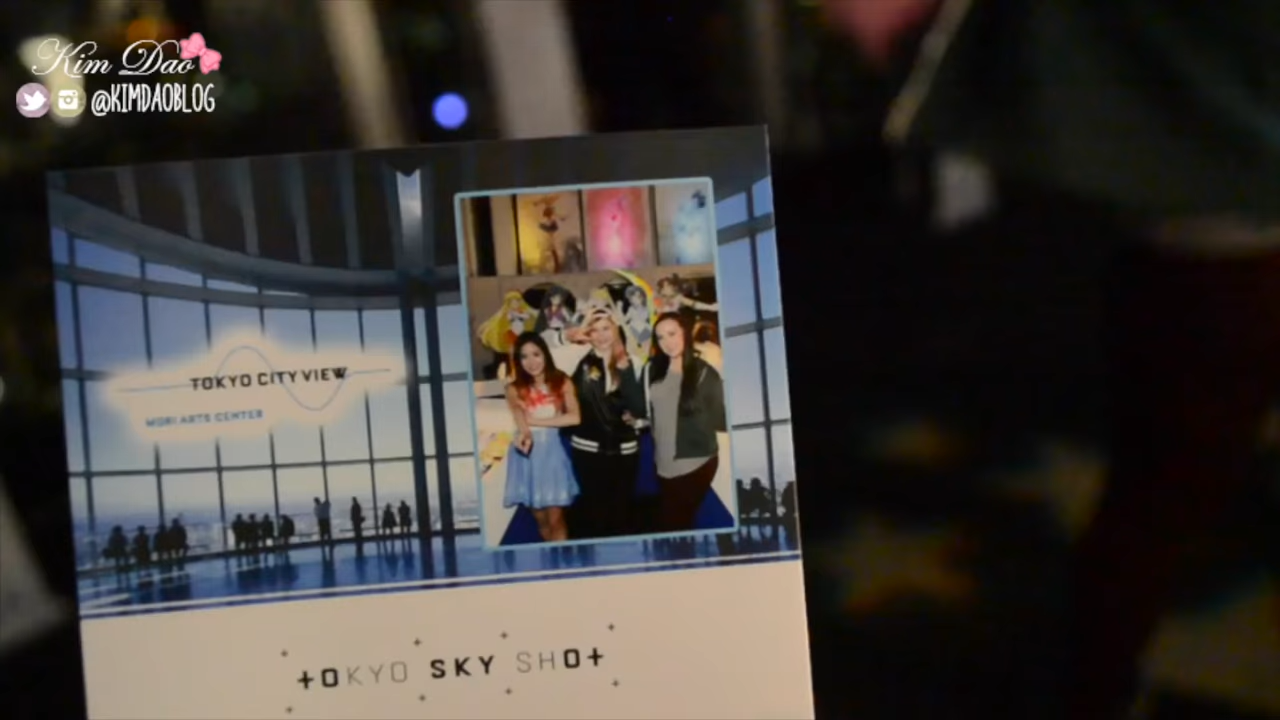 Kim Dao
@KIMDAOBLOG
TOKYO CITY VIEW
MORI ARTS CENTER
TOKYO SKY SHOT